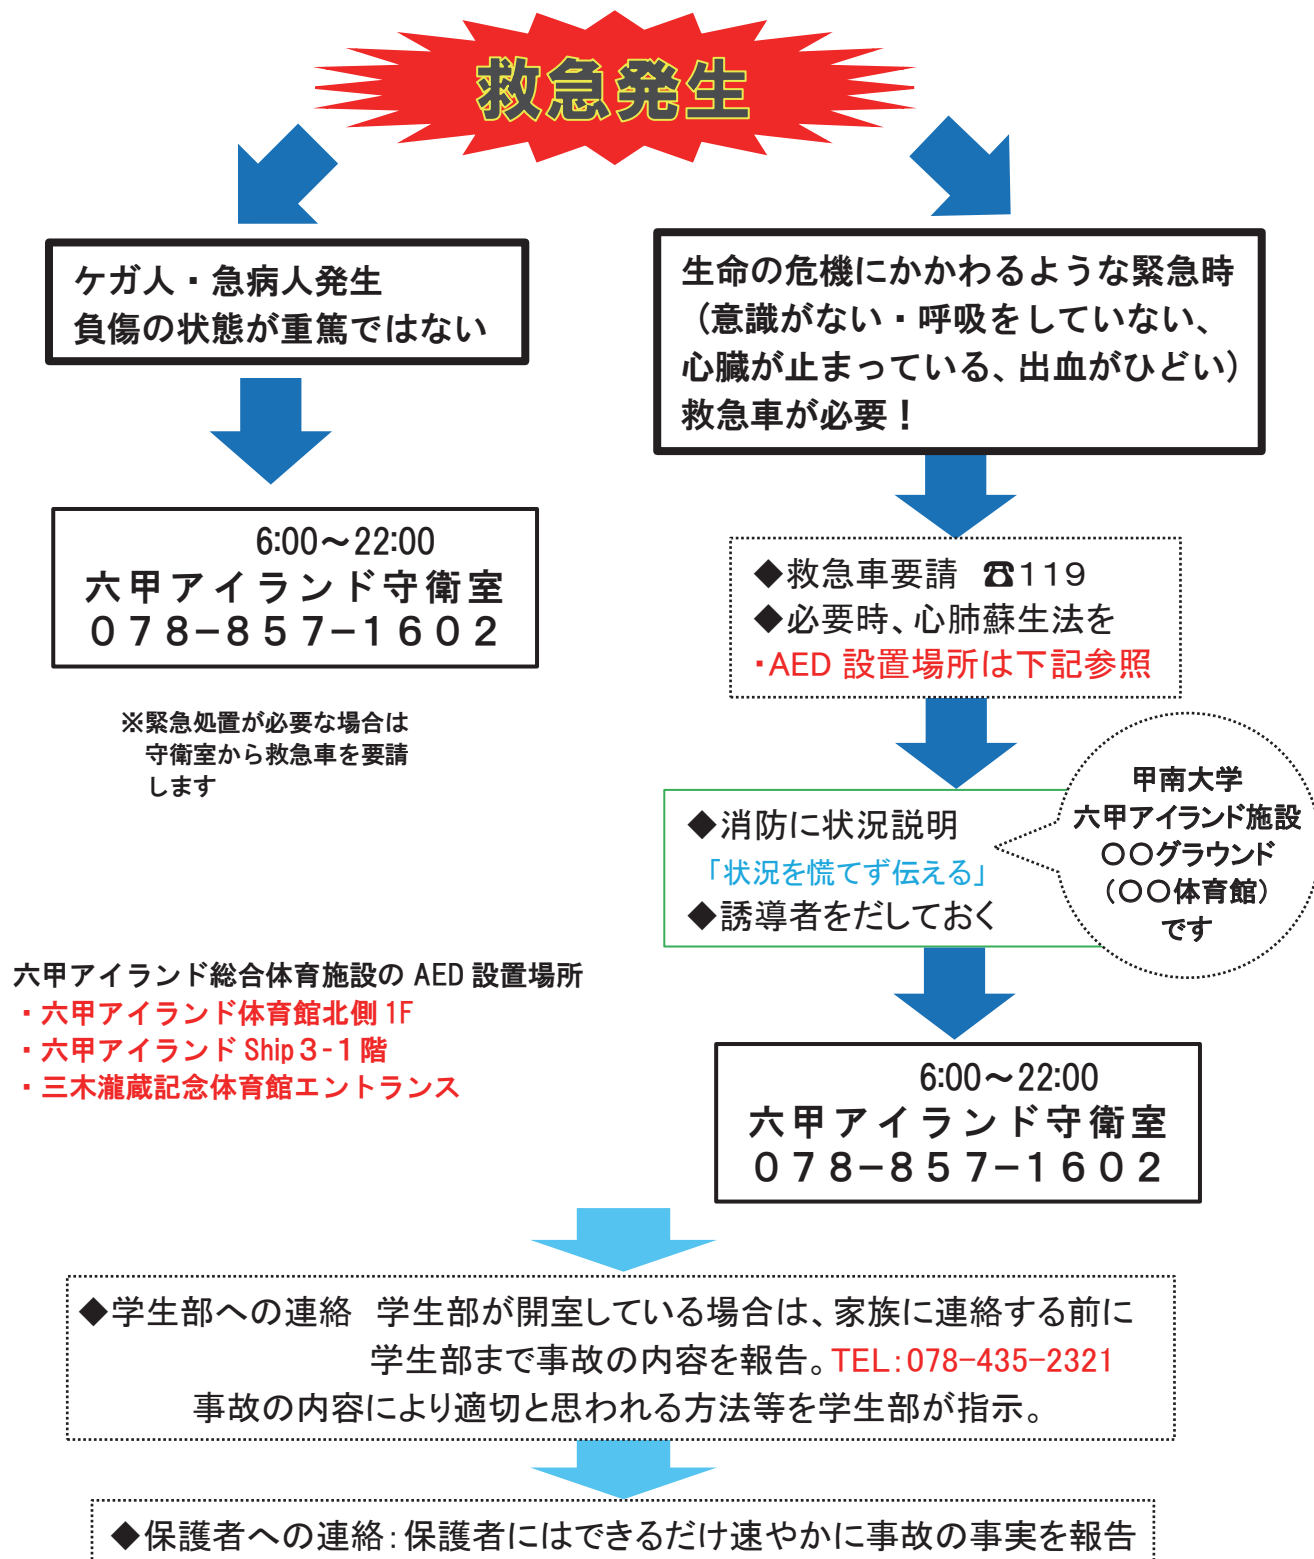 救急発生
ケガ人・急病人発生
負傷の状態が重篤ではない
6:00～22:00
六甲アイランド守衛室
０７８－８５７－１６０２
※緊急処置が必要な場合は
守衛室から救急車を要請
します
生命の危機にかかわるような緊急時
（意識がない・呼吸をしていない、
心臓が止まっている、出血がひどい）
救急車が必要！
◆救急車要請　☎119
◆必要時、心肺蘇生法を
・AED 設置場所は下記参照
◆消防に状況説明
「状況を慌てず伝える」
◆誘導者をだしておく
甲南大学
六甲アイランド施設
〇〇グラウンド
（〇〇体育館）
です
六甲アイランド総合体育施設の AED 設置場所
・六甲アイランド体育館北側 1F
・六甲アイランド Ship３-１階
・三木瀧蔵記念体育館エントランス
6:00～22:00
六甲アイランド守衛室
０７８－８５７－１６０２
◆学生部への連絡　学生部が開室している場合は、家族に連絡する前に
学生部まで事故の内容を報告。TEL：078−435−2321
事故の内容により適切と思われる方法等を学生部が指示。
◆保護者への連絡：保護者にはできるだけ速やかに事故の事実を報告